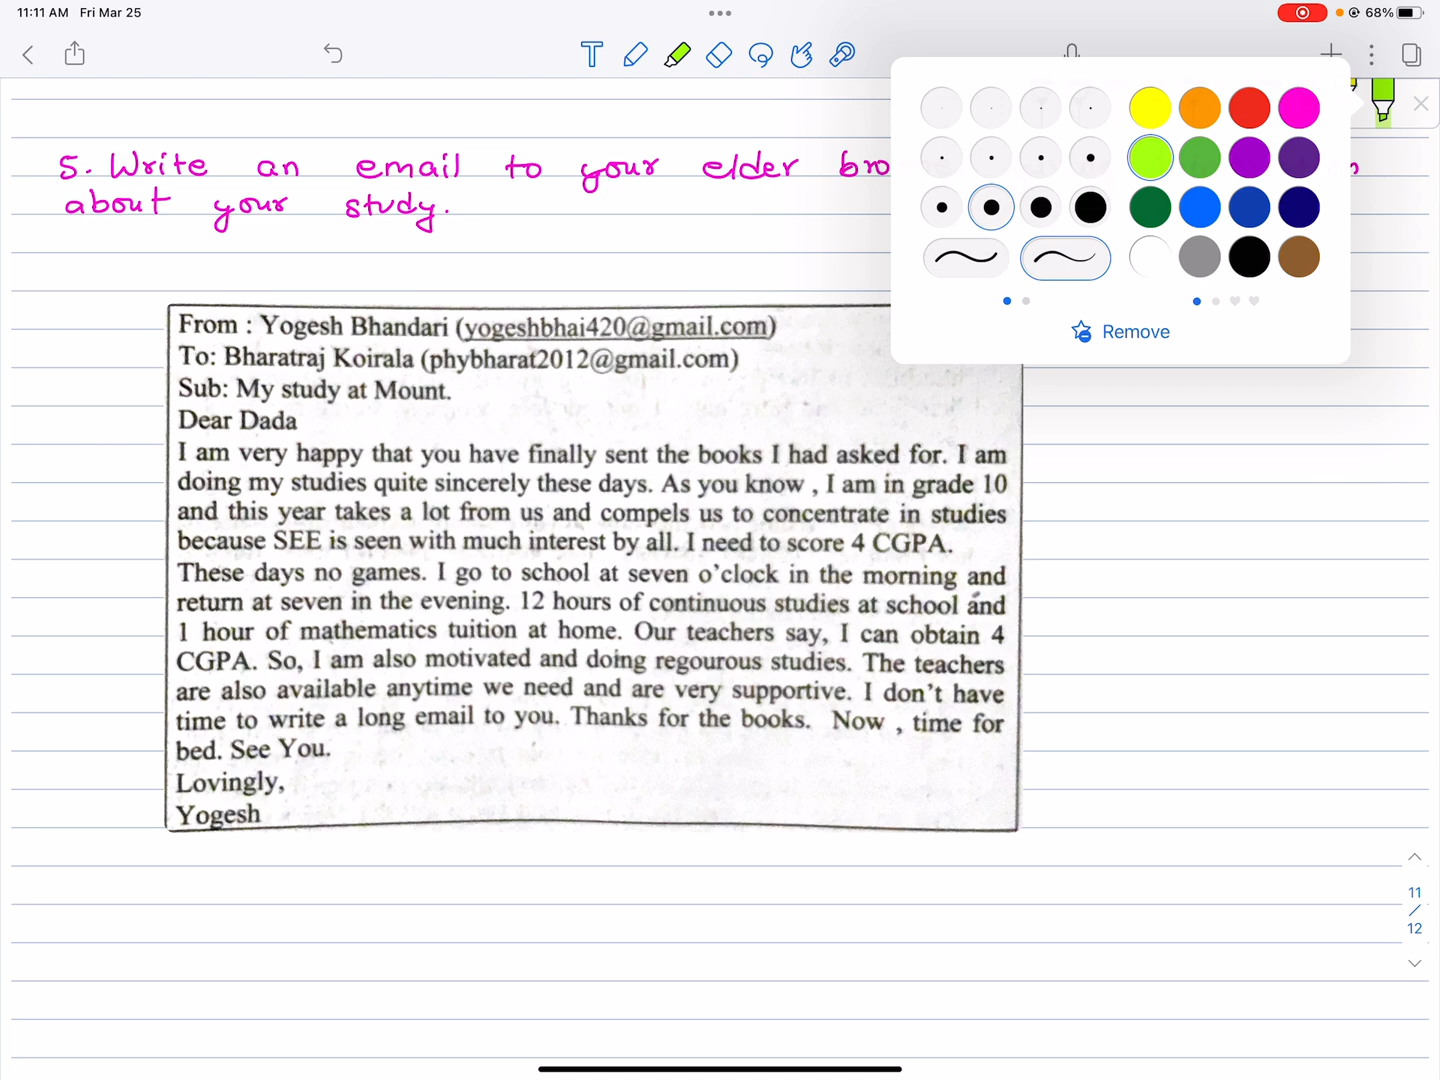 11:11 AM Fri Mar 25
68%
5. Write an email to your elder bro
about your study.
Remove
From : Yogesh Bhandari (yogeshbhai420@gmail.com)
To: Bharatraj Koirala (phybharat2012@gmail.com)
Sub: My study at Mount.
Dear Dada
I am very happy that you have finally sent the books I had asked for. I am
doing my studies quite sincerely these days. As you know , I am in grade 10
and this year takes a lot from us and compels us to concentrate in studies
because SEE is seen with much interest by all. I need to score 4 CGPA.
These days no games. I go to school at seven o’clock in the morning and
return at seven in the evening. 12 hours of continuous studies at school and
1 hour of mathematics tuition at home. Our teachers say, I can obtain 4
CGPA. So, I am also motivated and doing regourous studies. The teachers
are also available anytime we need and are very supportive. I don’t have
time to write a long email to you. Thanks for the books. Now , time for
bed. See You.
Lovingly,
Yogesh
11
/
12